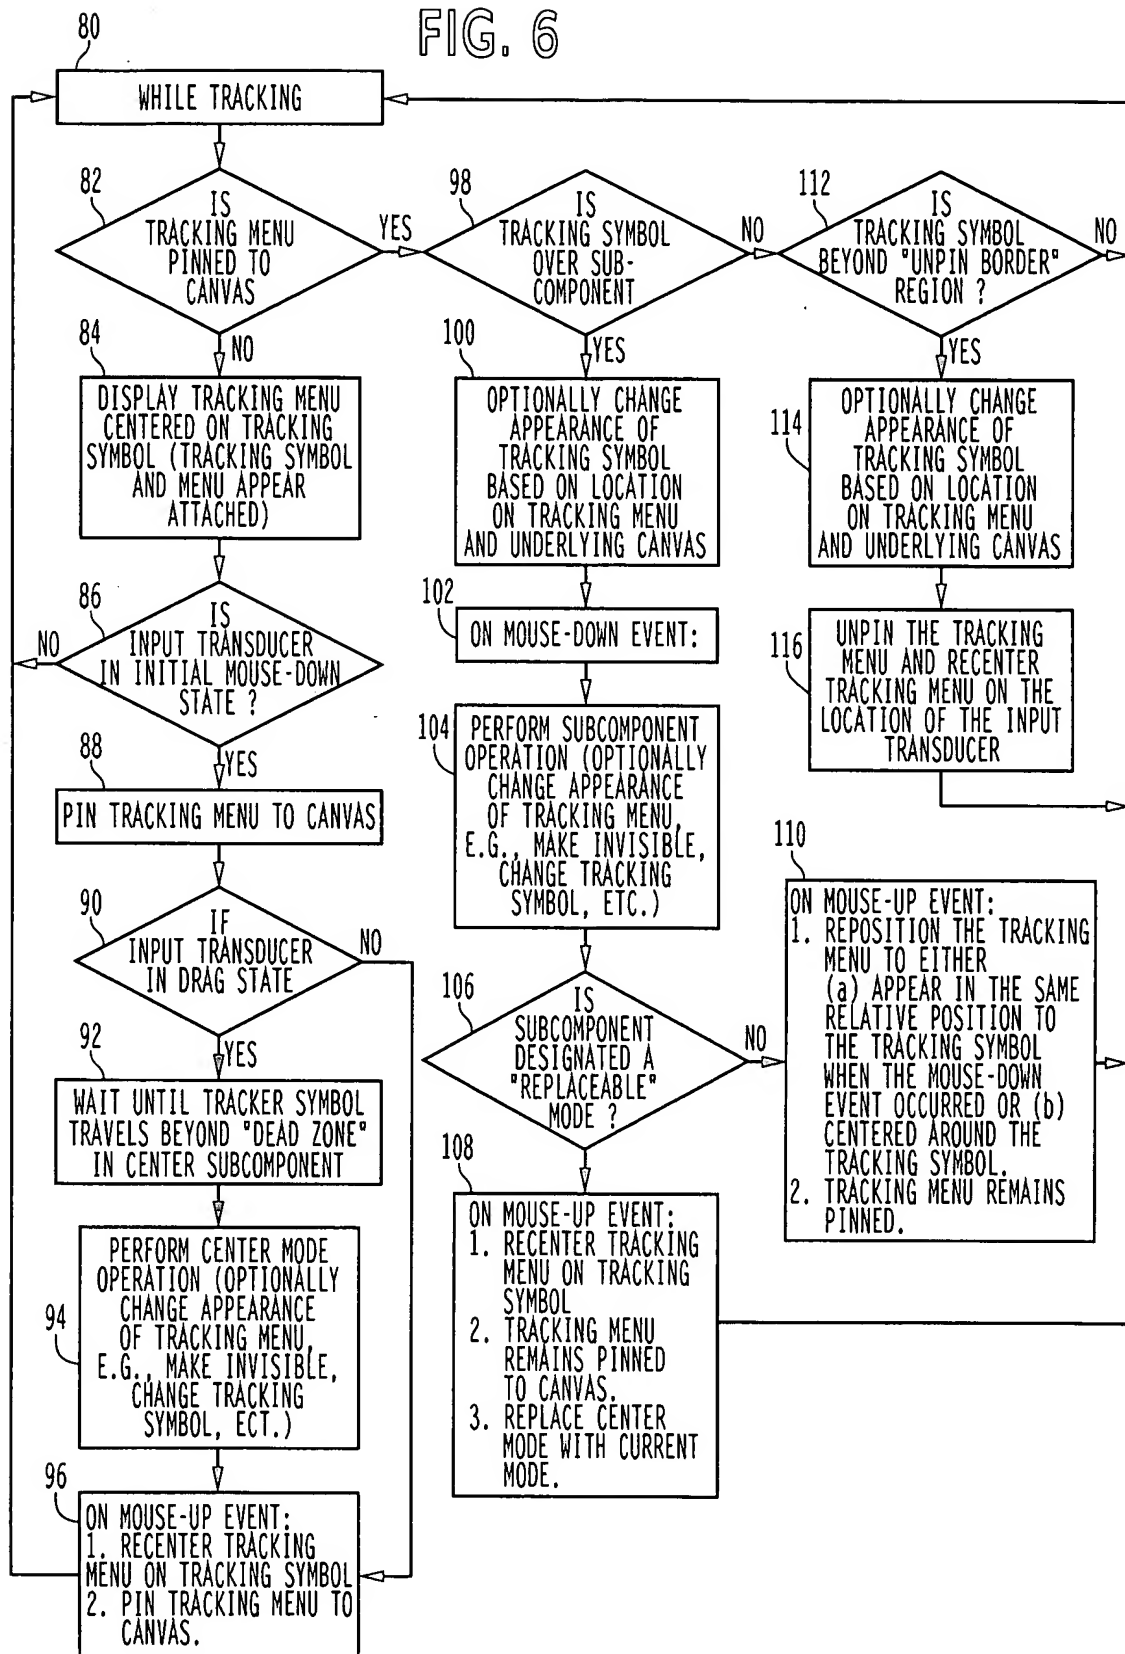 FIG. 6
80
WHILE TRACKING
82
IS
TRACKING MENU
PINNED TO
CANVAS
YES
NO
84
DISPLAY TRACKING MENU
CENTERED ON TRACKING
SYMBOL (TRACKING SYMBOL
AND MENU APPEAR
ATTACHED)
86
IS
INPUT TRANSDUCER
IN INITIAL MOUSE-DOWN
STATE ?
NO
YES
88
PIN TRACKING MENU TO CANVAS
90
IF
INPUT TRANSDUCER
IN DRAG STATE
NO
YES
92
WAIT UNTIL TRACKER SYMBOL
TRAVELS BEYOND "DEAD ZONE"
IN CENTER SUBCOMPONENT
94
PERFORM CENTER MODE
OPERATION (OPTIONALLY
CHANGE APPEARANCE
OF TRACKING MENU,
E.G., MAKE INVISIBLE,
CHANGE TRACKING
SYMBOL, ECT.)
96
ON MOUSE-UP EVENT:
1. RECENTER TRACKING
MENU ON TRACKING SYMBOL
2. PIN TRACKING MENU TO
CANVAS.
98
IS
TRACKING SYMBOL
OVER SUB-
COMPONENT
NO
YES
100
OPTIONALLY CHANGE
APPEARANCE OF
TRACKING SYMBOL
BASED ON LOCATION
ON TRACKING MENU
AND UNDERLYING CANVAS
102
ON MOUSE-DOWN EVENT:
104
PERFORM SUBCOMPONENT
OPERATION (OPTIONALLY
CHANGE APPEARANCE
OF TRACKING MENU,
E.G., MAKE INVISIBLE,
CHANGE TRACKING
SYMBOL, ETC.)
106
IS
SUBCOMPONENT
DESIGNATED A
"REPLACEABLE"
MODE ?
NO
108
ON MOUSE-UP EVENT:
1. RECENTER TRACKING
MENU ON TRACKING
SYMBOL
2. TRACKING MENU
REMAINS PINNED
TO CANVAS.
3. REPLACE CENTER
MODE WITH CURRENT
MODE.
112
IS
TRACKING SYMBOL
BEYOND "UNPIN BORDER"
REGION ?
NO
YES
114
OPTIONALLY CHANGE
APPEARANCE OF
TRACKING SYMBOL
BASED ON LOCATION
ON TRACKING MENU
AND UNDERLYING CANVAS
116
UNPIN THE TRACKING
MENU AND RECENTER
TRACKING MENU ON THE
LOCATION OF THE INPUT
TRANSDUCER
110
ON MOUSE-UP EVENT:
1. REPOSITION THE TRACKING
MENU TO EITHER
(a) APPEAR IN THE SAME
RELATIVE POSITION TO
THE TRACKING SYMBOL
WHEN THE MOUSE-DOWN
EVENT OCCURRED OR (b)
CENTERED AROUND THE
TRACKING SYMBOL.
2. TRACKING MENU REMAINS
PINNED.